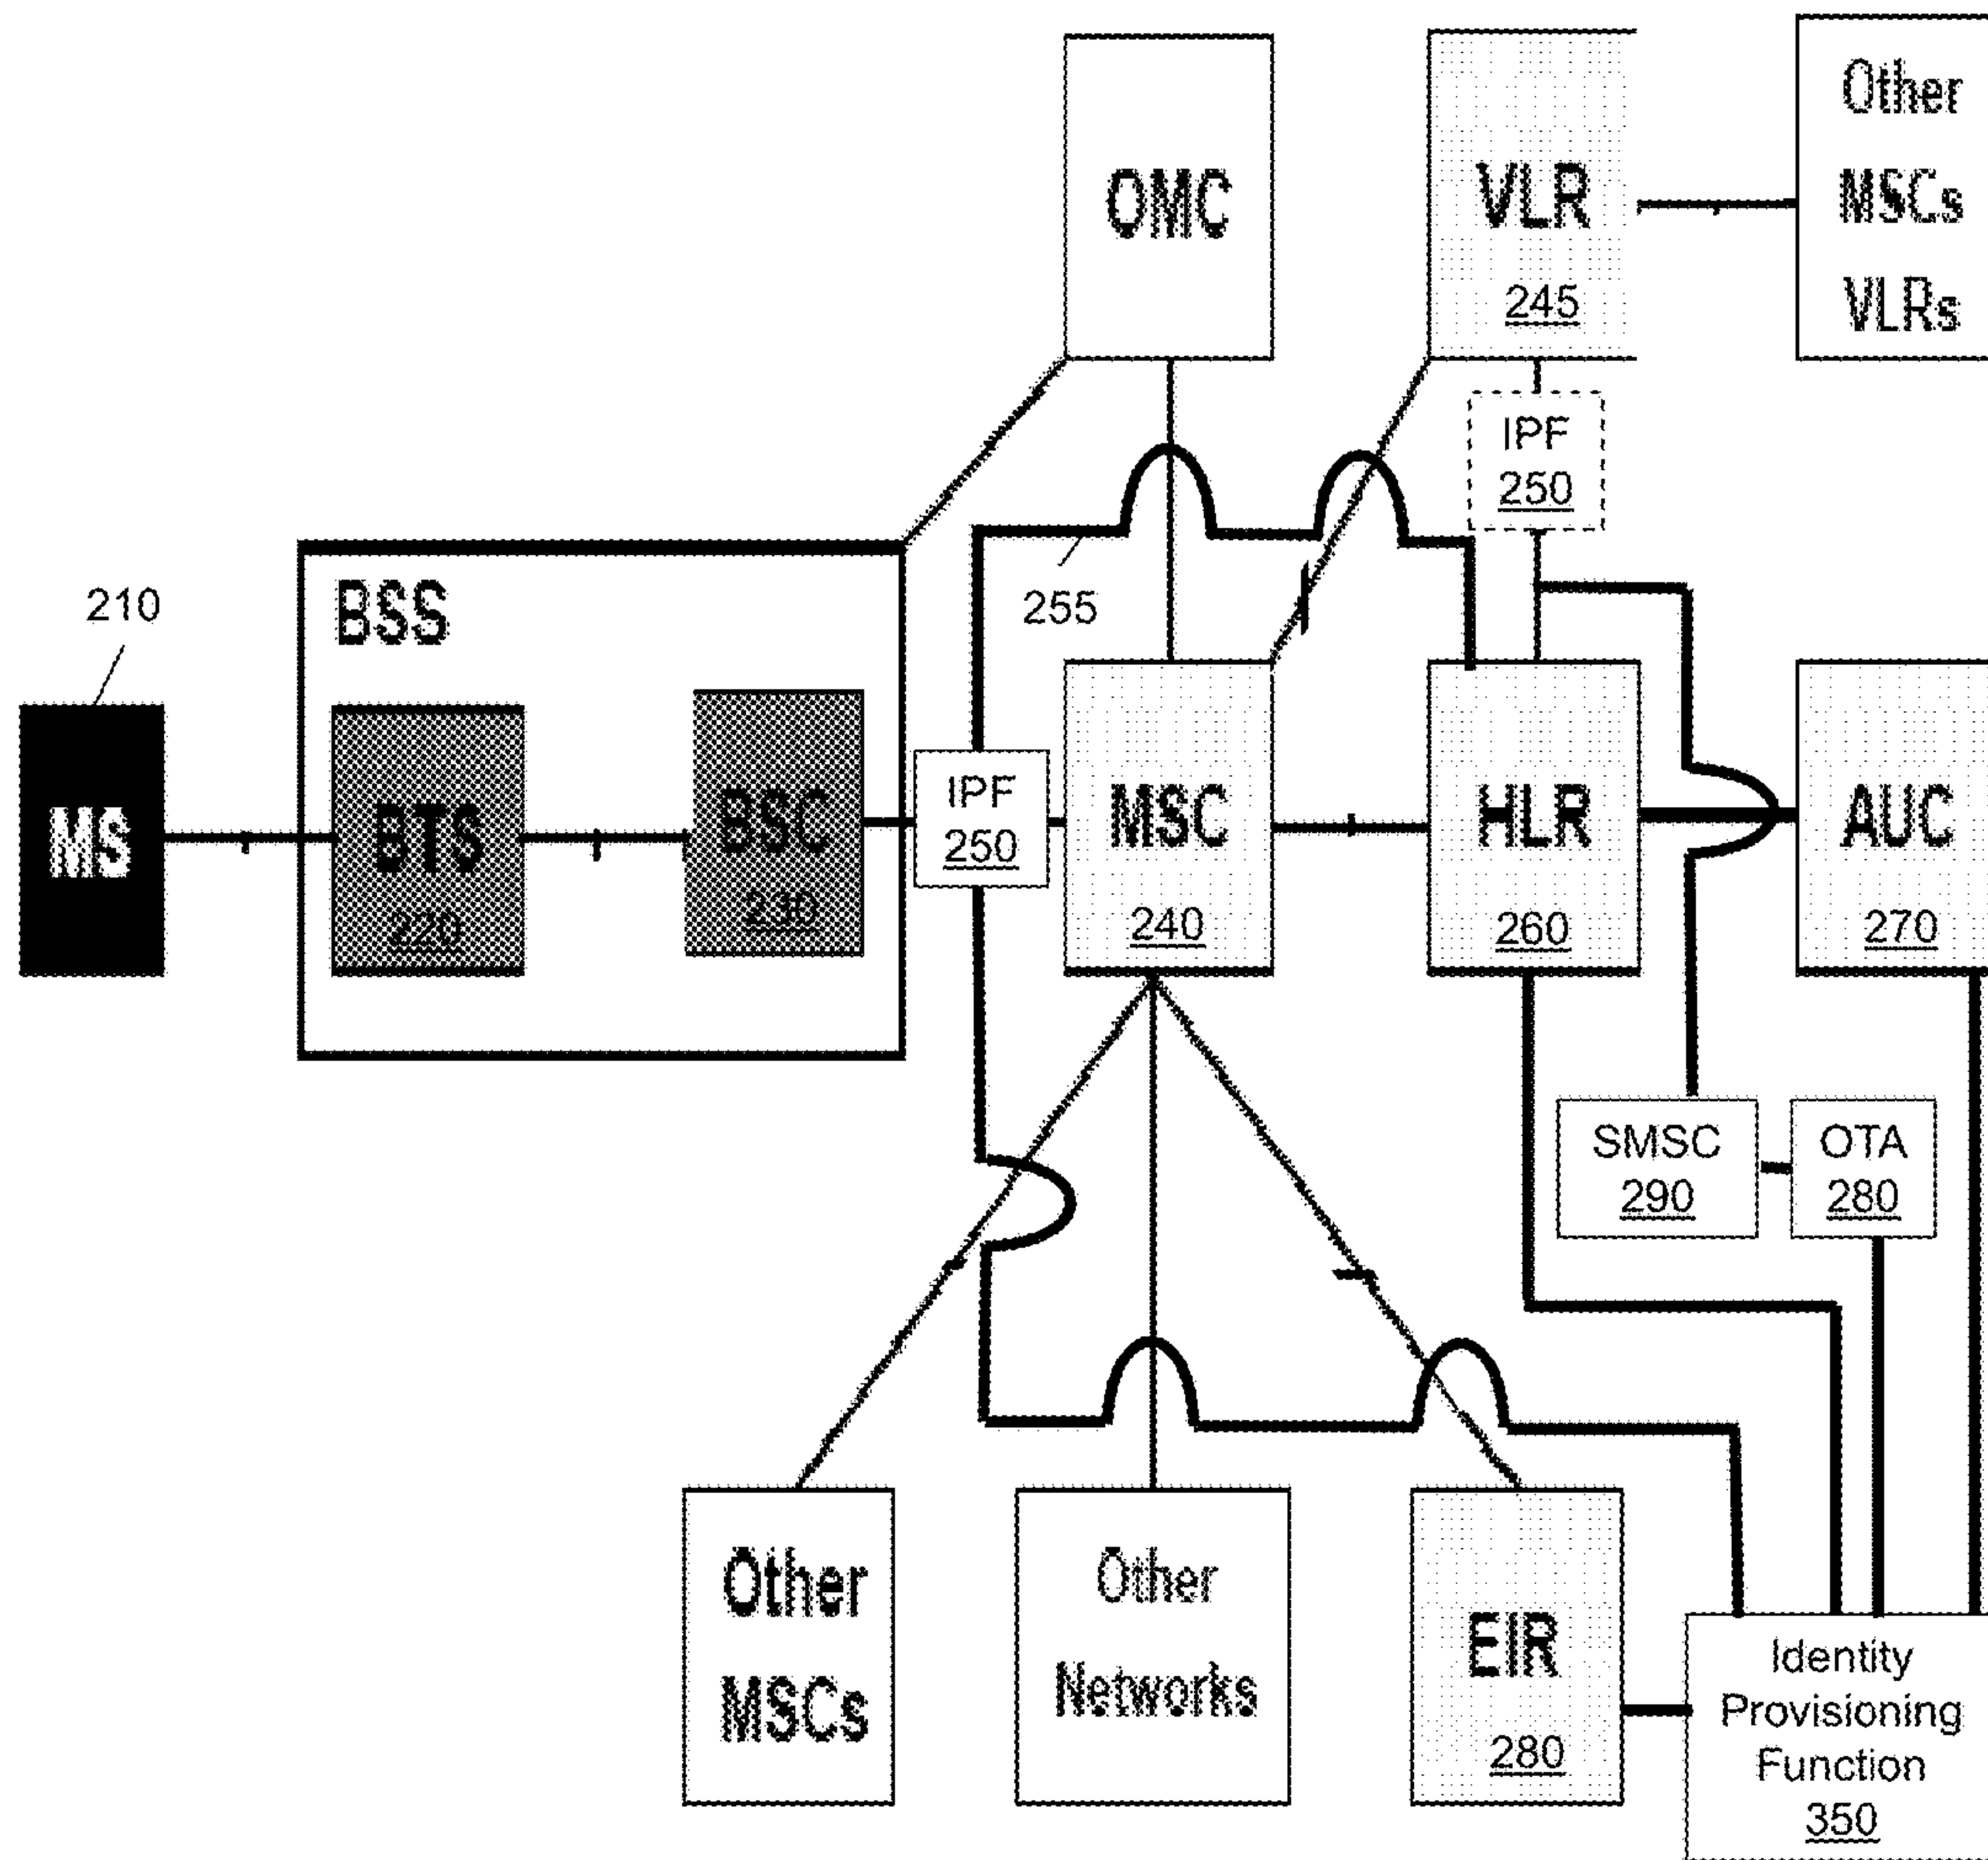 OMC
VLR
245
Other
MSCs
VLRs
IPF
250
210
BSS
255
MS
BTS
220
BSC
230
IPF
250
MSC
240
HLR
260
AUC
270
SMSC
290
OTA
280
Other
MSCs
Other
Networks
EIR
280
Identity
Provisioning
Function
350